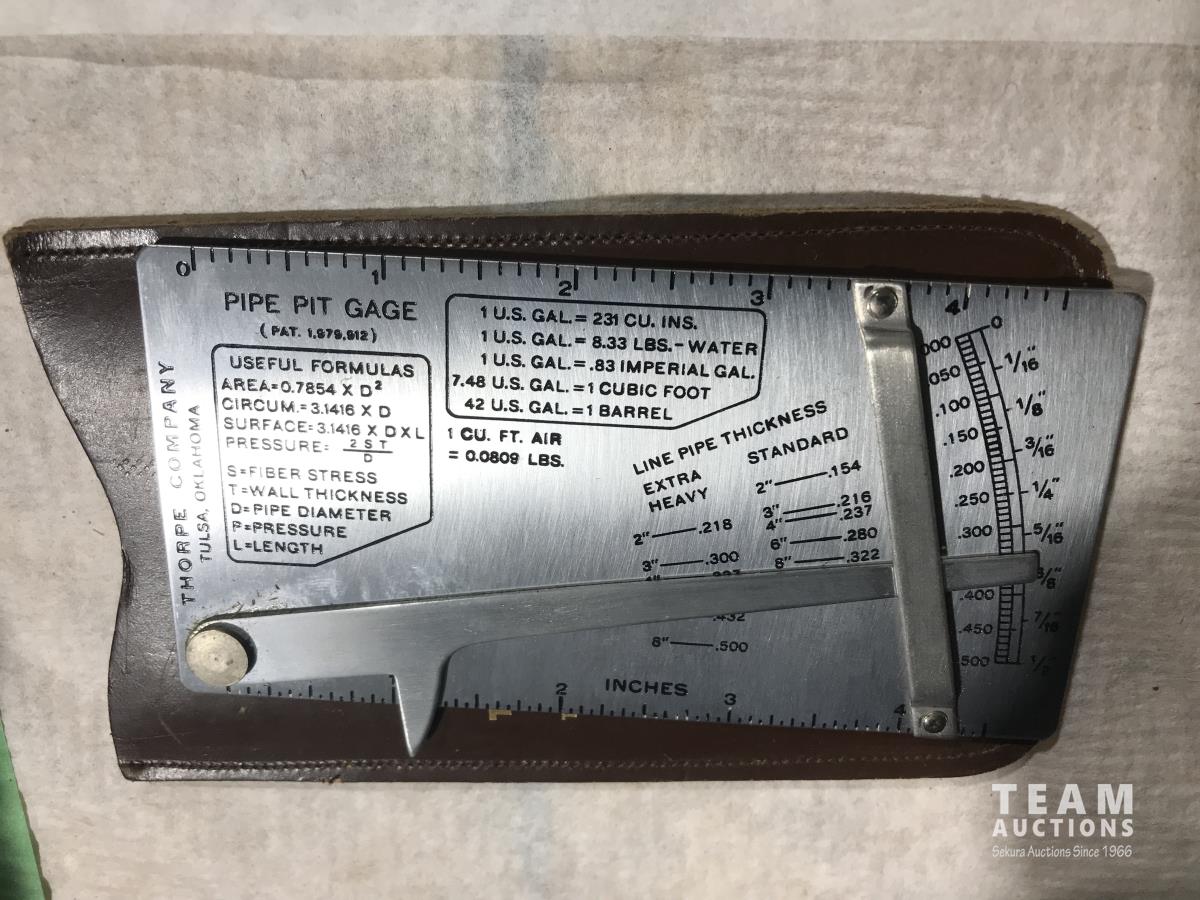 0 1 2 3 4
PIPE PIT GAGE
(PAT. 1,979,912)
THORPE COMPANY
TULSA, OKLAHOMA
USEFUL FORMULAS
AREA=0.7854 X D²
CIRCUM.=3.1416 X D
SURFACE=3.1416 X D X L
PRESSURE= 2 S T
D
S=FIBER STRESS
T=WALL THICKNESS
D=PIPE DIAMETER
P=PRESSURE
L=LENGTH
1 U.S. GAL.= 231 CU. INS.
1 U.S. GAL.= 8.33 LBS.-WATER
1 U.S. GAL.= .83 IMPERIAL GAL.
7.48 U.S. GAL.=1 CUBIC FOOT
42 U.S. GAL.=1 BARREL
1 CU. FT. AIR
= 0.0809 LBS.
LINE PIPE THICKNESS
EXTRA
HEAVY
2" .218
3" .300
.432
8" .500
STANDARD
2" .154
3" .216
4" .237
6" .280
8" .322
000 0
050 1/16"
.100 1/8"
.150 3/16"
.200 1/4"
.250 5/16"
.300
.400
.450 7/16
500
2 INCHES 3 4
TEAM
AUCTIONS
Sekura Auctions Since 1966